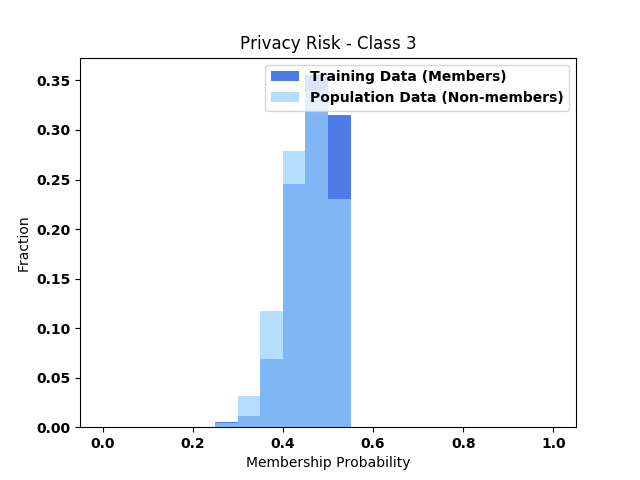 Privacy Risk - Class 3
Training Data (Members)
Population Data (Non-members)
0.35
0.30
0.25
0.20
0.15
0.10
0.05
0.00
Fraction
0.0 0.2 0.4 0.6 0.8 1.0
Membership Probability